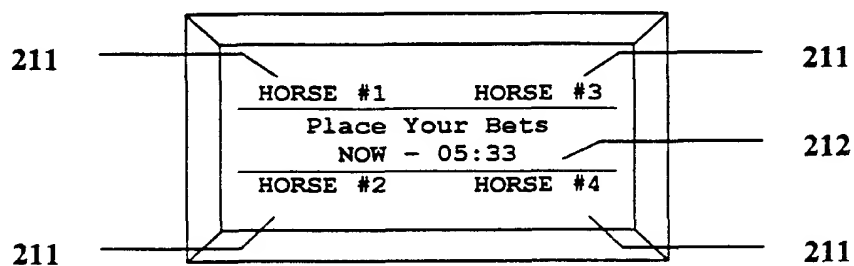 211 211
HORSE #1 HORSE #3
Place Your Bets
NOW - 05:33 212
HORSE #2 HORSE #4
211 211